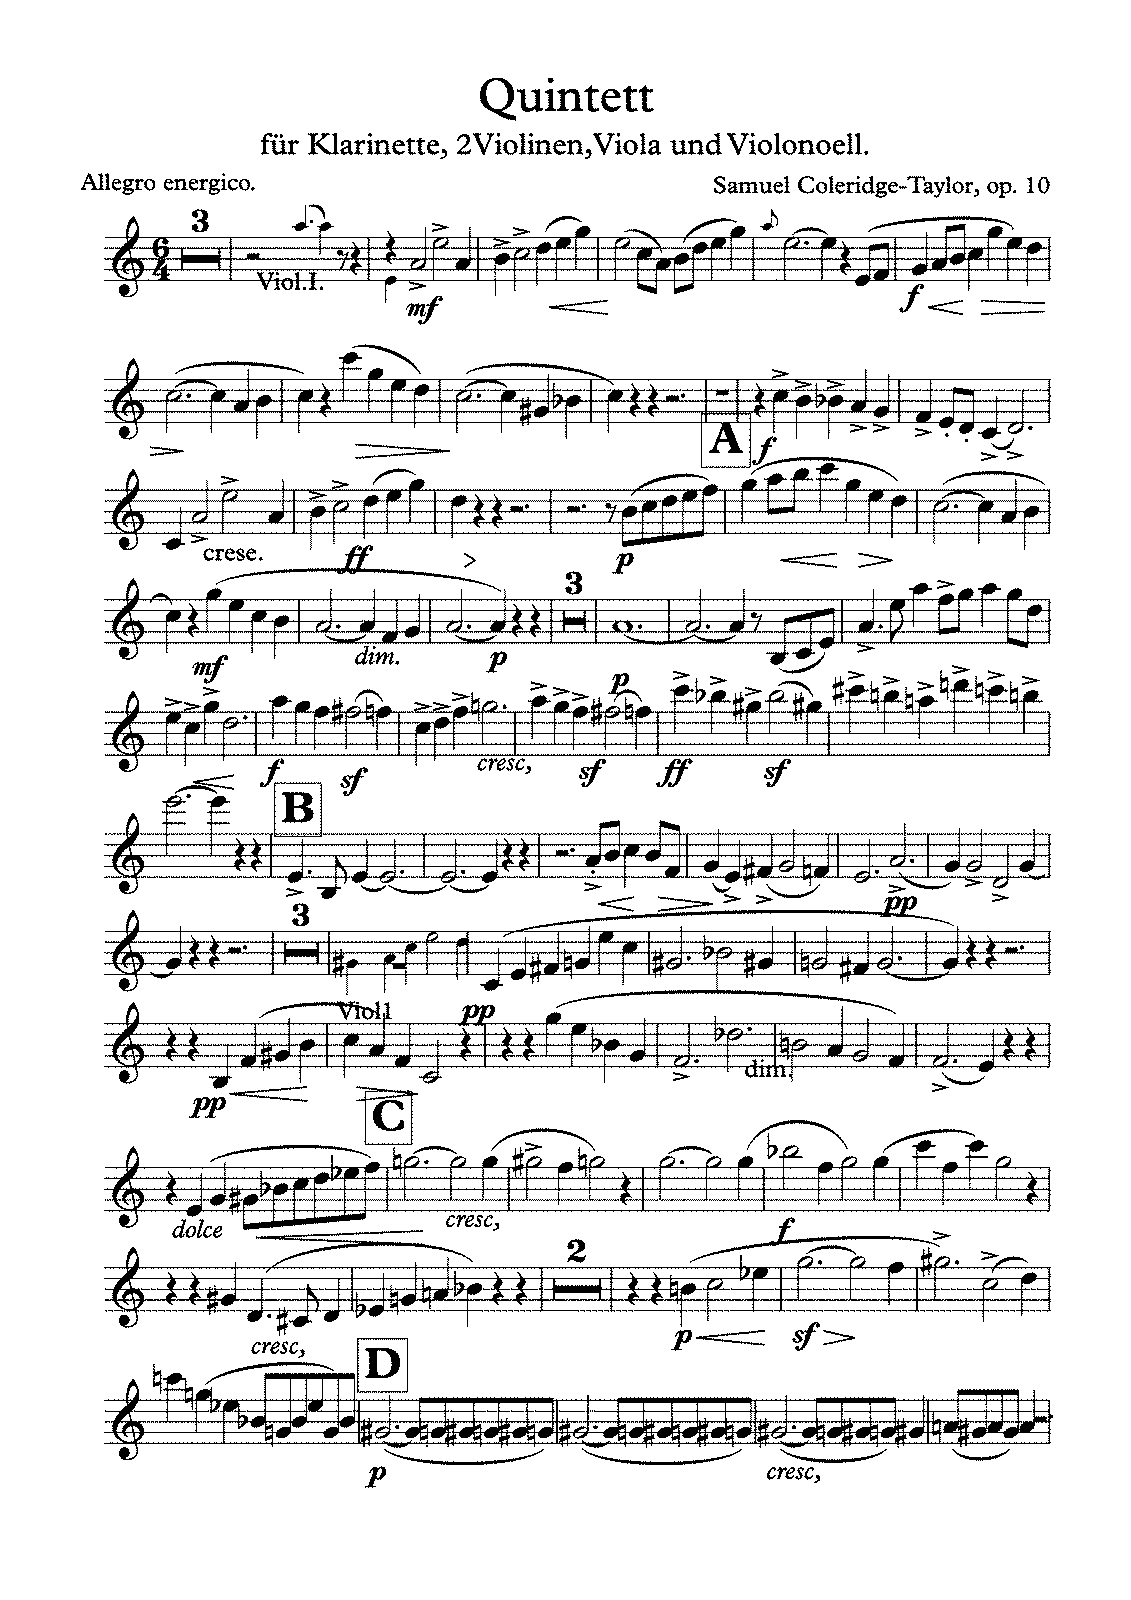 Quintett
für Klarinette, 2Violinen,Viola und Violonoell.
Allegro energico.
Samuel Coleridge-Taylor, op. 10
3
6
4
Viol.I.
mf
f
A
f
crese.
ff
p
3
mf
dim.
p
p
f
sf
cresc,
sf
ff
sf
B
pp
3
Viol1
pp
pp
dim.
C
dolce
cresc,
f
2
cresc,
p
sf
D
p
cresc,